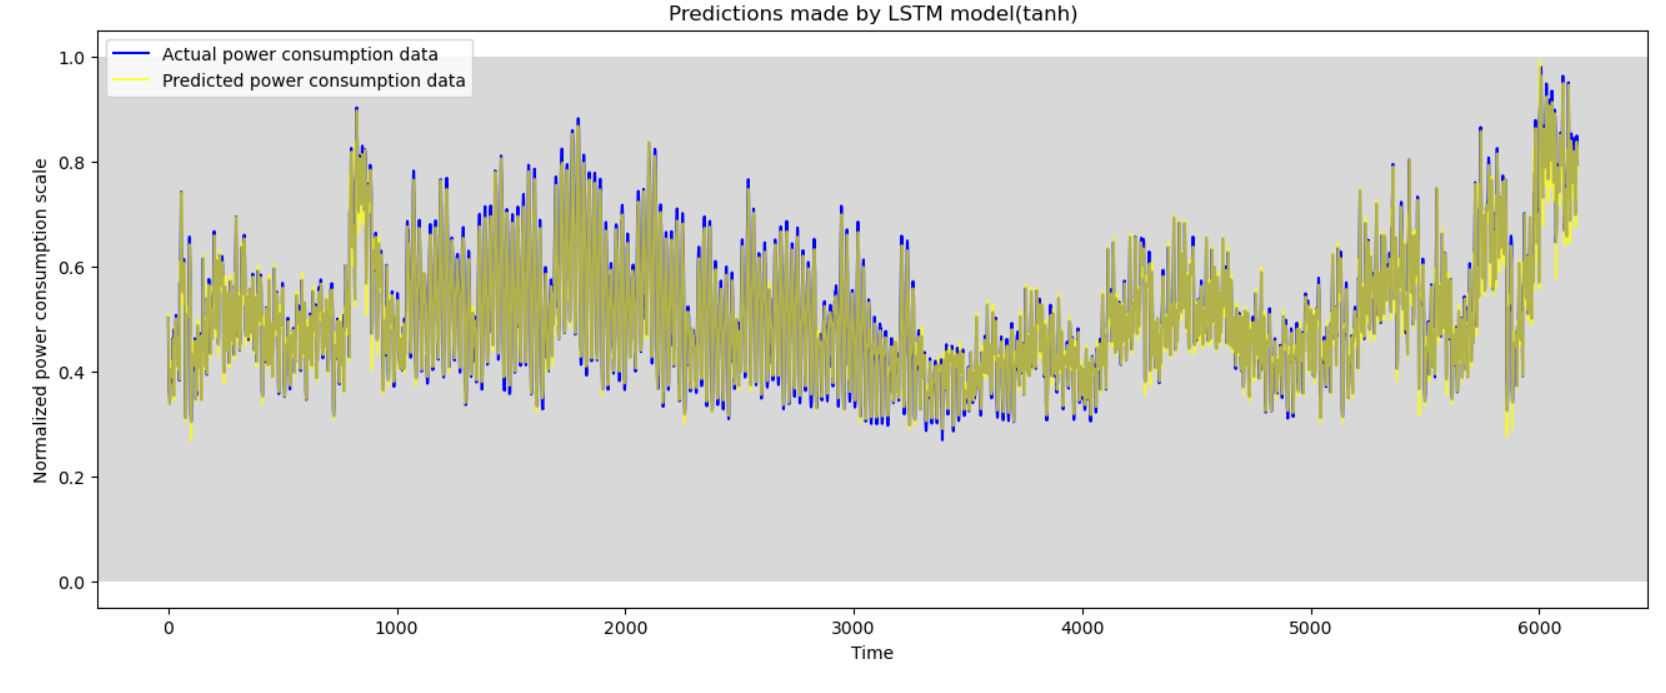 Predictions made by LSTM model(tanh)
Actual power consumption data
Predicted power consumption data
Normalized power consumption scale
1.0
0.8
0.6
0.4
0.2
0.0
0 1000 2000 3000 4000 5000 6000
Time